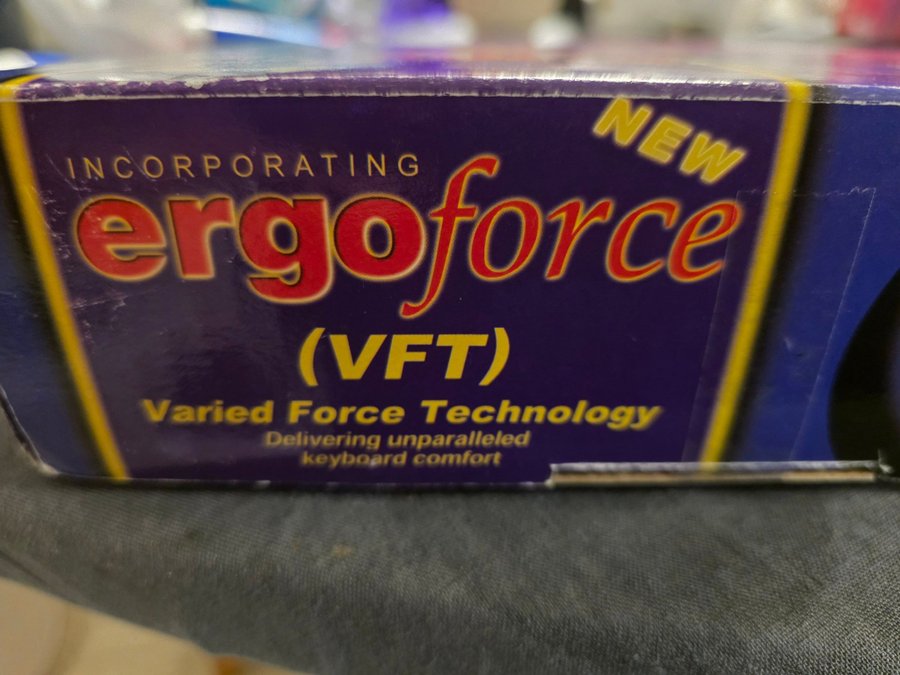 NEW
INCORPORATING
ergoforce
(VFT)
Varied Force Technology
Delivering unparalleled
keyboard comfort